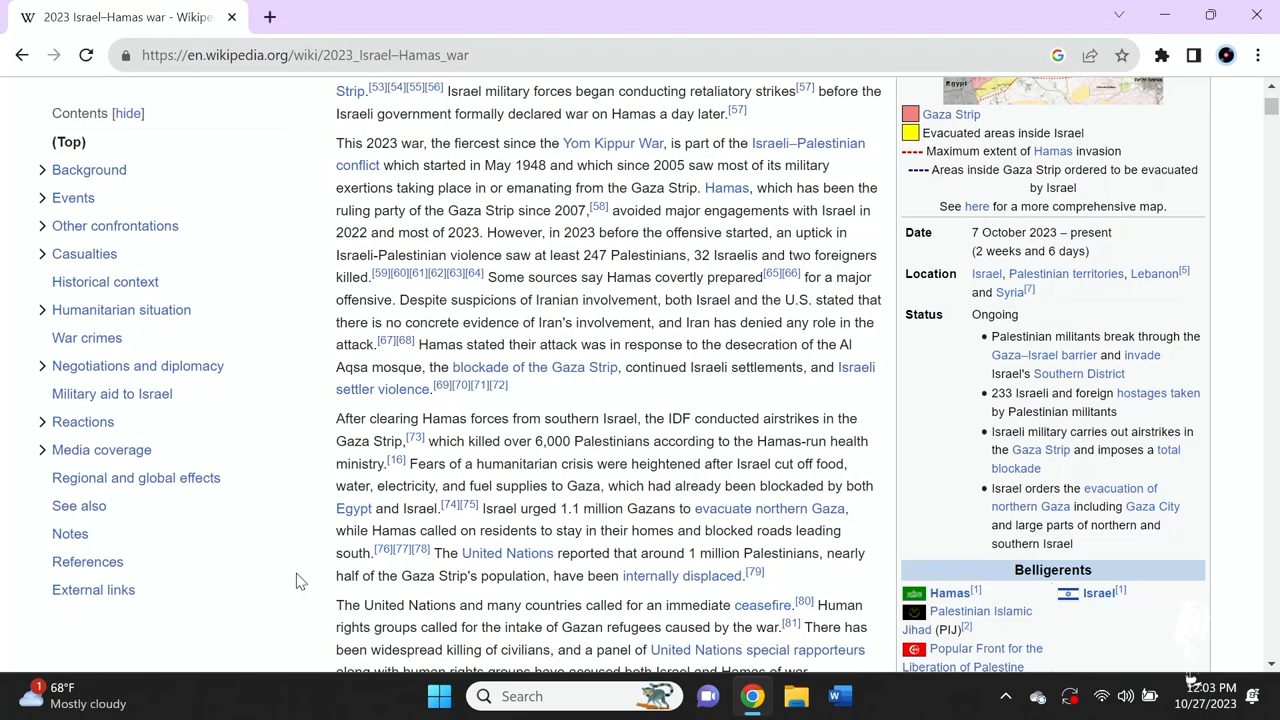 2023 Israel–Hamas war - Wikipe
https://en.wikipedia.org/wiki/2023_Israel–Hamas_war
Contents [hide]
(Top)
Background
Events
Other confrontations
Casualties
Historical context
Humanitarian situation
War crimes
Negotiations and diplomacy
Military aid to Israel
Reactions
Media coverage
Regional and global effects
See also
Notes
References
External links
Strip.[53][54][55][56] Israel military forces began conducting retaliatory strikes[57] before the
Israeli government formally declared war on Hamas a day later.[57]
This 2023 war, the fiercest since the Yom Kippur War, is part of the Israeli–Palestinian
conflict which started in May 1948 and which since 2005 saw most of its military
exertions taking place in or emanating from the Gaza Strip. Hamas, which has been the
ruling party of the Gaza Strip since 2007,[58] avoided major engagements with Israel in
2022 and most of 2023. However, in 2023 before the offensive started, an uptick in
Israeli-Palestinian violence saw at least 247 Palestinians, 32 Israelis and two foreigners
killed.[59][60][61][62][63][64] Some sources say Hamas covertly prepared[65][66] for a major
offensive. Despite suspicions of Iranian involvement, both Israel and the U.S. stated that
there is no concrete evidence of Iran's involvement, and Iran has denied any role in the
attack.[67][68] Hamas stated their attack was in response to the desecration of the Al
Aqsa mosque, the blockade of the Gaza Strip, continued Israeli settlements, and Israeli
settler violence.[69][70][71][72]
After clearing Hamas forces from southern Israel, the IDF conducted airstrikes in the
Gaza Strip,[73] which killed over 6,000 Palestinians according to the Hamas-run health
ministry.[16] Fears of a humanitarian crisis were heightened after Israel cut off food,
water, electricity, and fuel supplies to Gaza, which had already been blockaded by both
Egypt and Israel.[74][75] Israel urged 1.1 million Gazans to evacuate northern Gaza,
while Hamas called on residents to stay in their homes and blocked roads leading
south.[76][77][78] The United Nations reported that around 1 million Palestinians, nearly
half of the Gaza Strip's population, have been internally displaced.[79]
The United Nations and many countries called for an immediate ceasefire.[80] Human
rights groups called for the intake of Gazan refugees caused by the war.[81] There has
been widespread killing of civilians, and a panel of United Nations special rapporteurs
along with human rights groups have accused both Israel and Hamas of war
Egypt
Gaza Strip
Evacuated areas inside Israel
Maximum extent of Hamas invasion
Areas inside Gaza Strip ordered to be evacuated
by Israel
See here for a more comprehensive map.
Date 7 October 2023 – present
(2 weeks and 6 days)
Location Israel, Palestinian territories, Lebanon[5]
and Syria[7]
Status Ongoing
• Palestinian militants break through the
Gaza–Israel barrier and invade
Israel's Southern District
• 233 Israeli and foreign hostages taken
by Palestinian militants
• Israeli military carries out airstrikes in
the Gaza Strip and imposes a total
blockade
• Israel orders the evacuation of
northern Gaza including Gaza City
and large parts of northern and
southern Israel
Belligerents
Hamas[1] Israel[1]
Palestinian Islamic
Jihad (PIJ)[2]
Popular Front for the
Liberation of Palestine
1
68°F
Mostly cloudy
Search
12:03 PM
10/27/2023